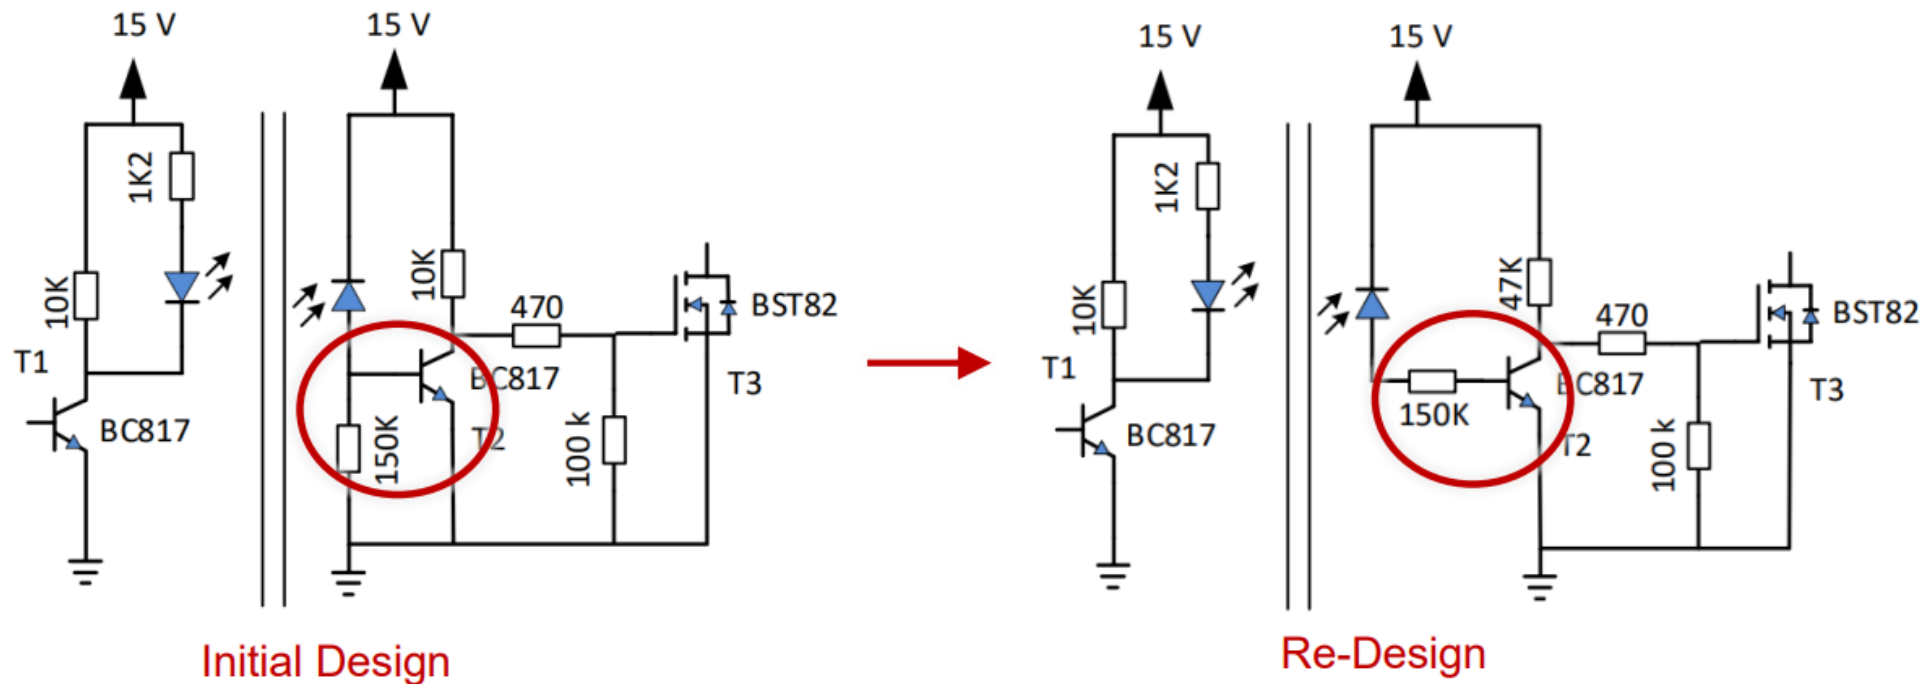 15 V
15 V
1K2
10K
10K
470
BST82
T1
BC817
BC817
T3
T2
150K
100 k
Initial Design
15 V
15 V
1K2
10K
47K
470
BST82
T1
BC817
BC817
T3
150K
T2
100 k
Re-Design